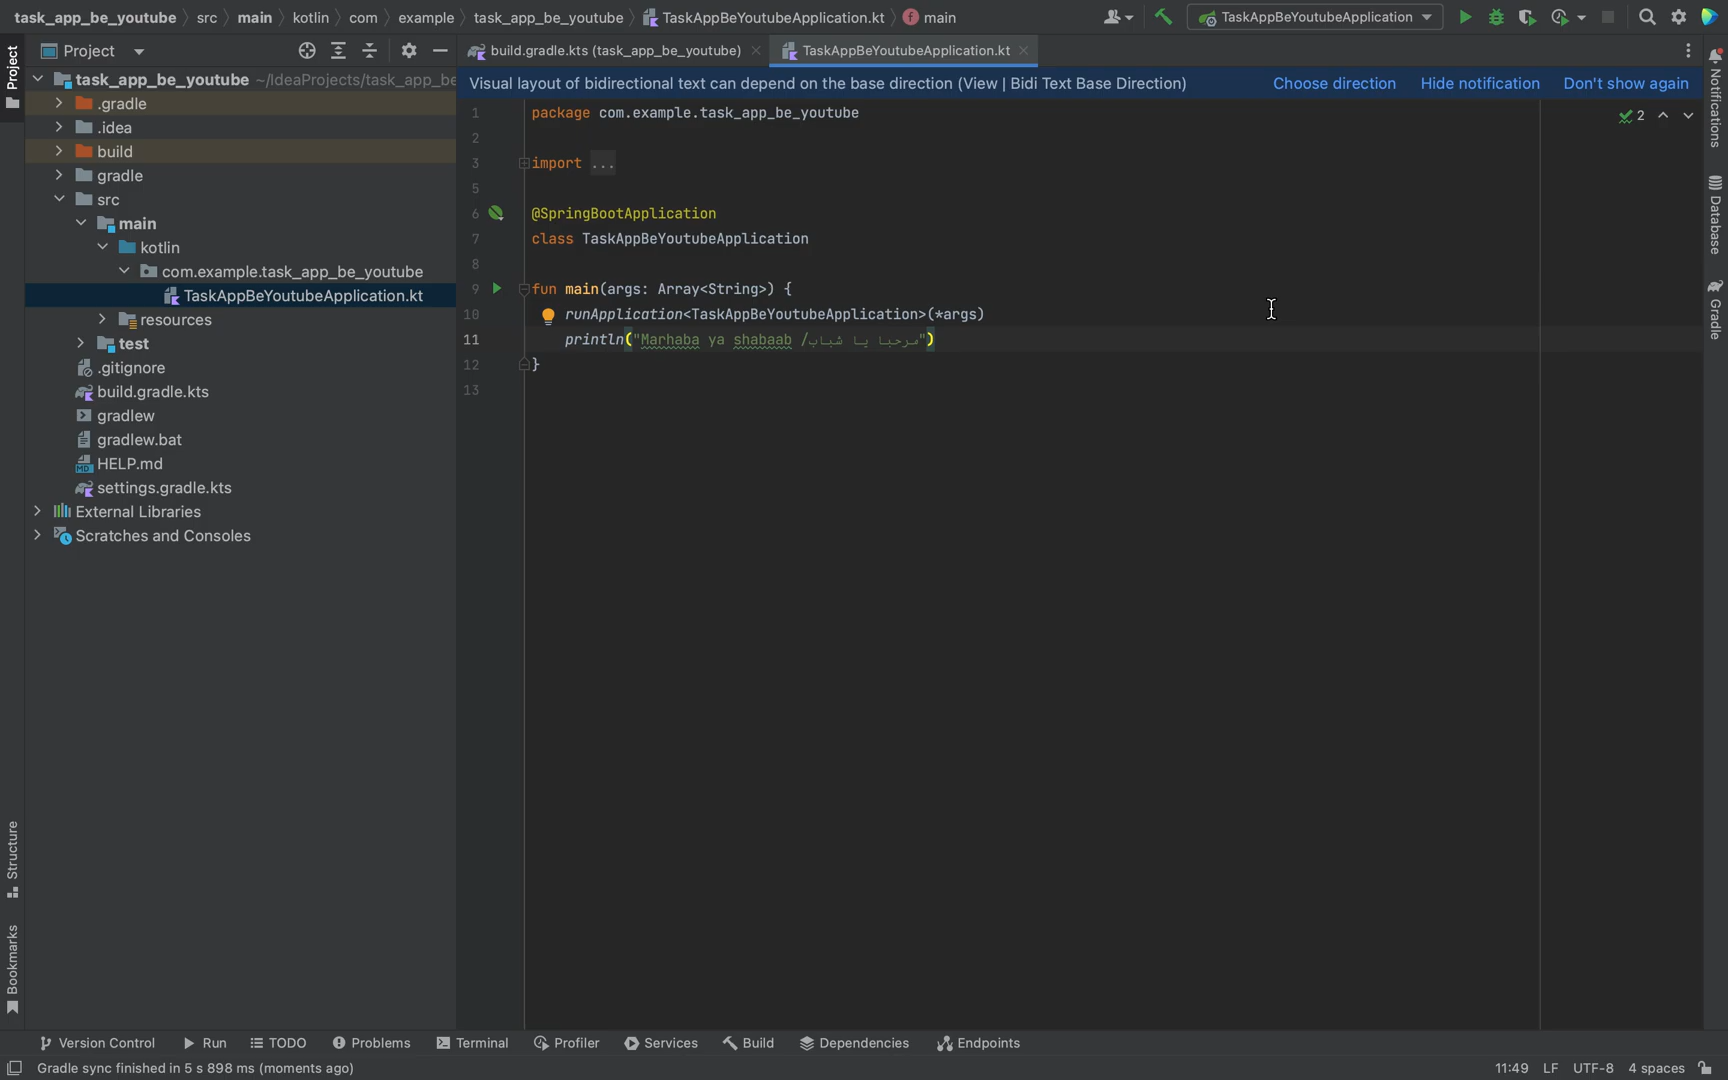 task_app_be_youtube src main kotlin com example task_app_be_youtube TaskAppBeYoutubeApplication.kt main TaskAppBeYoutubeApplication
Project
build.gradle.kts (task_app_be_youtube) TaskAppBeYoutubeApplication.kt
Visual layout of bidirectional text can depend on the base direction (View | Bidi Text Base Direction) Choose direction Hide notification Don't show again
task_app_be_youtube ~/IdeaProjects/task_app_be
.gradle
.idea
build
gradle
src
main
kotlin
com.example.task_app_be_youtube
TaskAppBeYoutubeApplication.kt
resources
test
.gitignore
build.gradle.kts
gradlew
gradlew.bat
HELP.md
settings.gradle.kts
External Libraries
Scratches and Consoles
1 package com.example.task_app_be_youtube
2
3 import ...
5
6 @SpringBootApplication
7 class TaskAppBeYoutubeApplication
8
9 fun main(args: Array<String>) {
10 runApplication<TaskAppBeYoutubeApplication>(*args)
11 println("Marhaba ya shabaab /مرحبا يا شباب")
12 }
13
2
Project
Structure
Bookmarks
Notifications
Database
Gradle
Version Control Run TODO Problems Terminal Profiler Services Build Dependencies Endpoints
Gradle sync finished in 5 s 898 ms (moments ago) 11:49 LF UTF-8 4 spaces